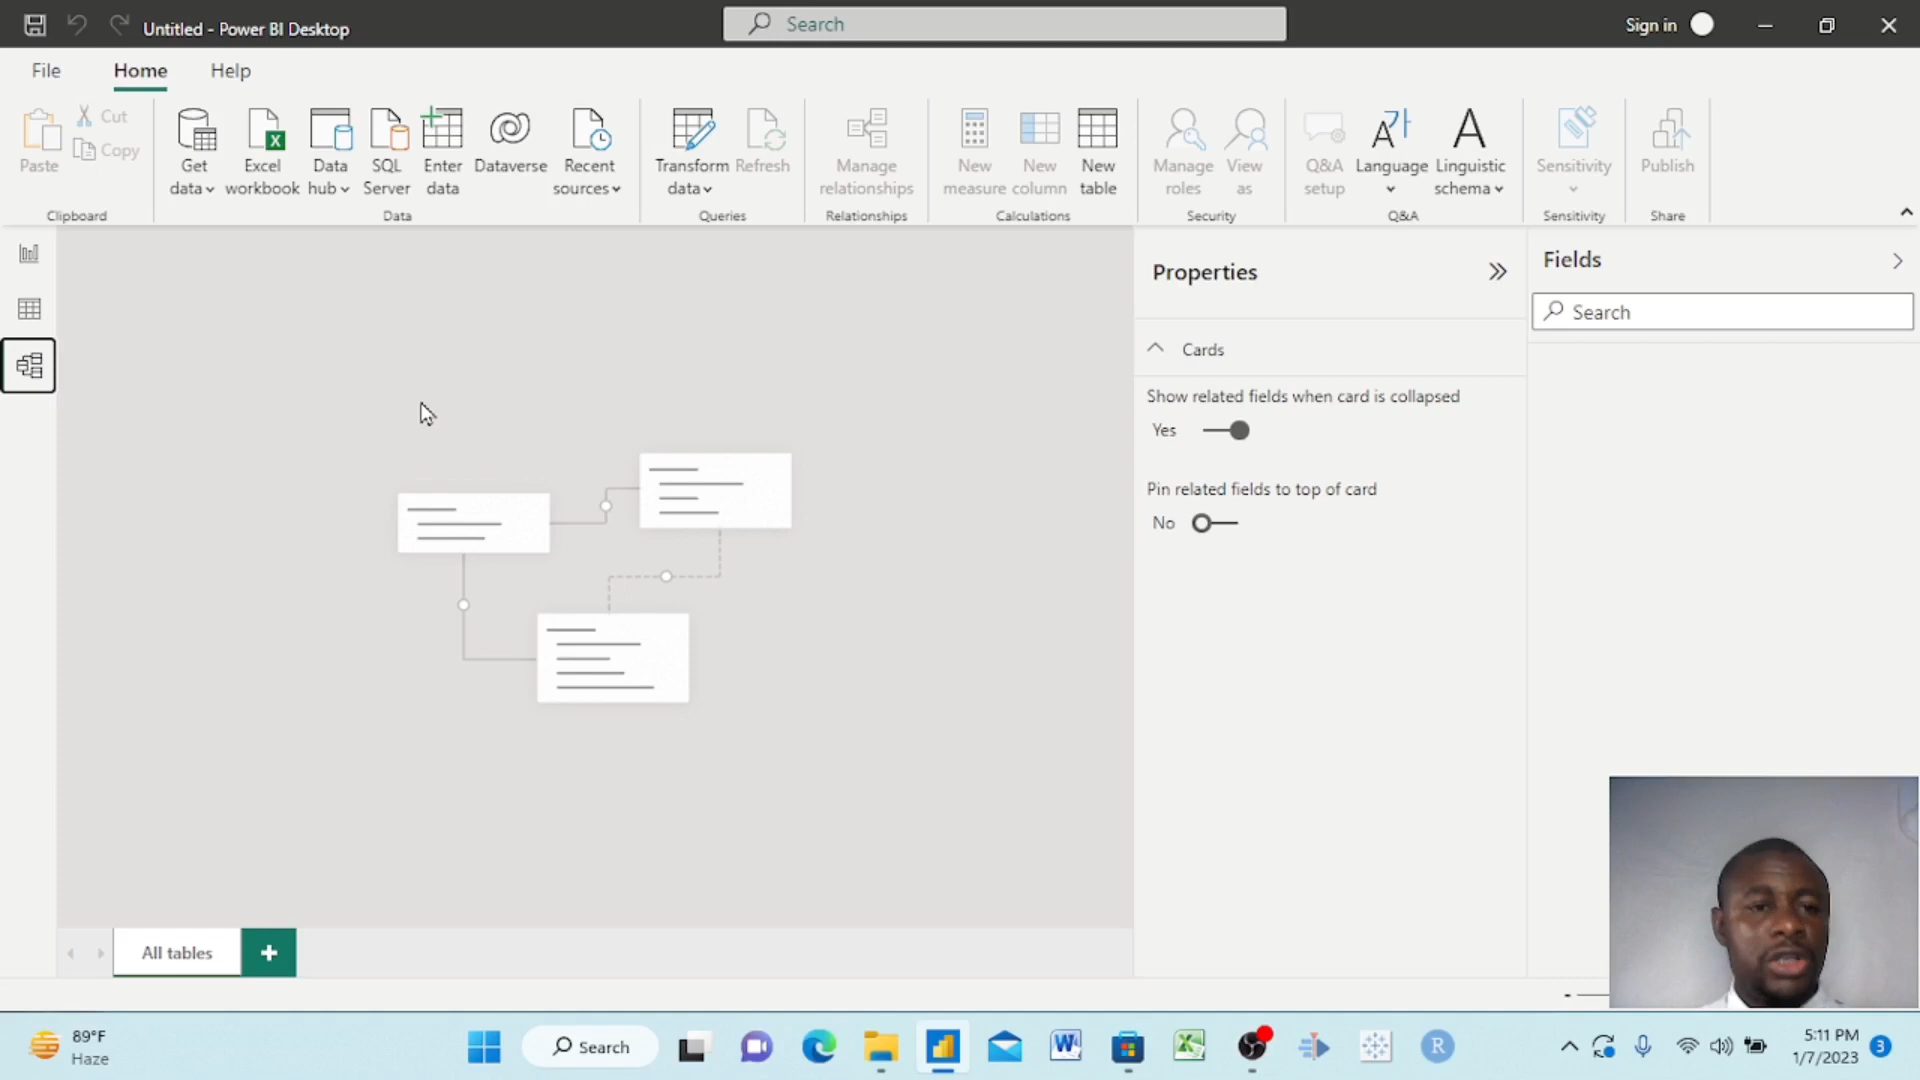 Untitled - Power BI Desktop
Search
Sign in
File
Home
Help
Paste
Cut
Copy
Clipboard
Get data
Excel workbook
Data hub
SQL Server
Enter data
Dataverse
Recent sources
Data
Transform data
Refresh
Queries
Manage relationships
Relationships
New measure
New column
New table
Calculations
Manage roles
View as
Security
Q&A setup
Language
Linguistic schema
Q&A
Sensitivity
Sensitivity
Publish
Share
Properties
Fields
Search
Cards
Show related fields when card is collapsed
Yes
Pin related fields to top of card
No
All tables
89°F
Haze
Search
R
5:11 PM
1/7/2023
3